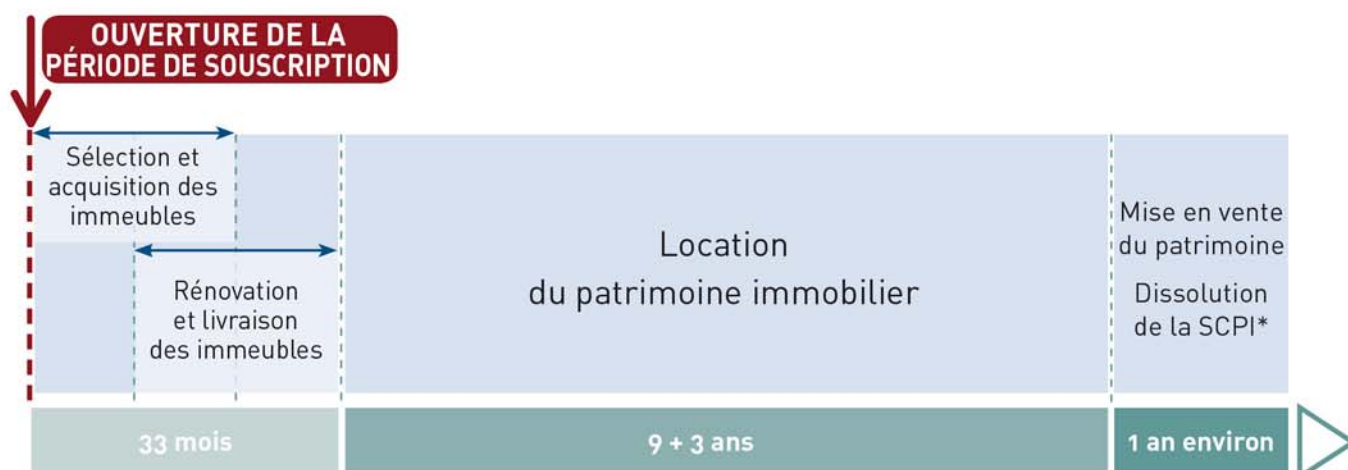 OUVERTURE DE LA
PÉRIODE DE SOUSCRIPTION
Sélection et
acquisition des
immeubles
Rénovation
et livraison
des immeubles
Location
du patrimoine immobilier
Mise en vente
du patrimoine
Dissolution
de la SCPI*
33 mois
9 + 3 ans
1 an environ